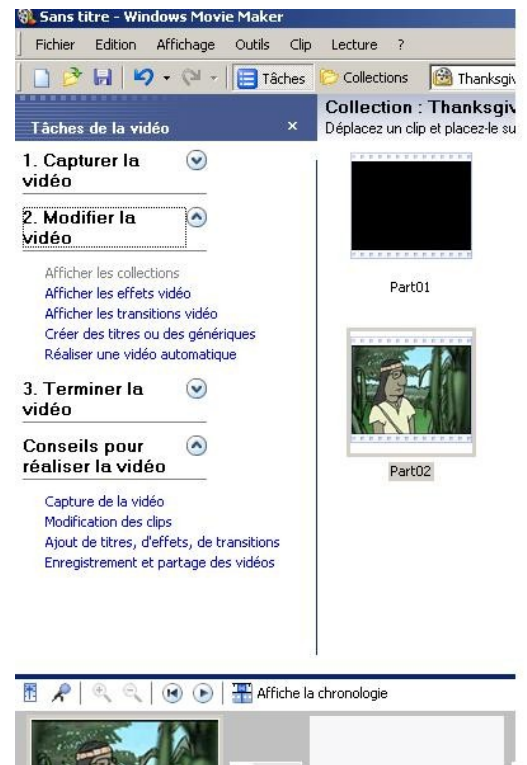 Sans titre - Windows Movie Maker
Fichier Edition Affichage Outils Clip Lecture ?
Tâches Collections
Collection :
Tâches de la vidéo
Déplacez un clip et placez-le
1. Capturer la
vidéo
2. Modifier la
vidéo
Afficher les collections
Afficher les effets vidéo
Afficher les transitions vidéo
Créer des titres ou des génériques
Réaliser une vidéo automatique
3. Terminer la
vidéo
Conseils pour
réaliser la vidéo
Capture de la vidéo
Modification des clips
Ajout de titres, d'effets, de transitions
Enregistrement et partage des vidéos
Part01
Part02
Affiche la chronologie